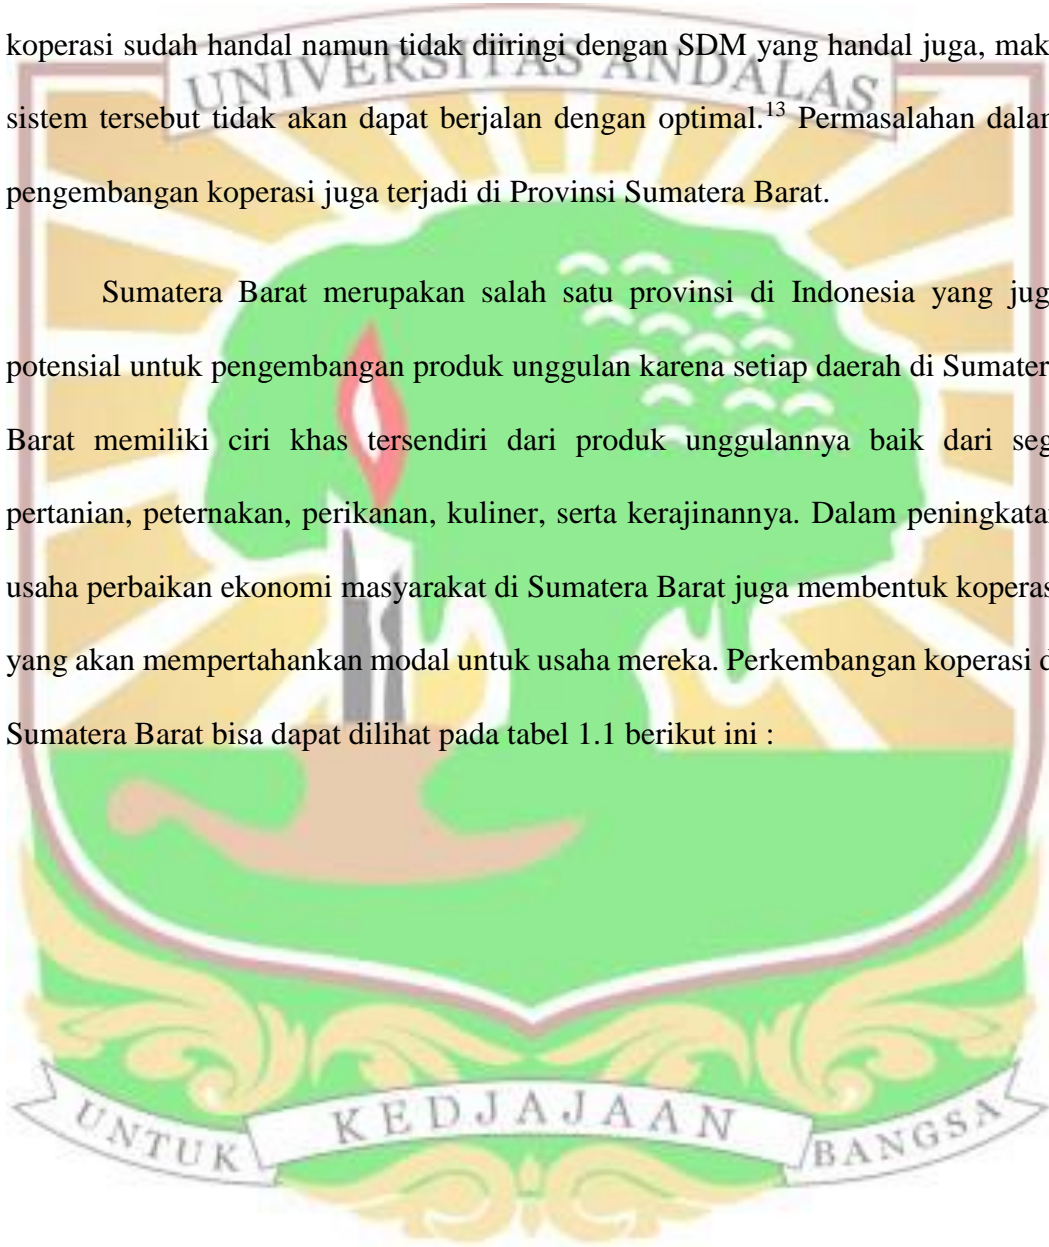 koperasi sudah handal namun tidak diiringi dengan SDM yang handal juga, mak
UNIVERSITAS ANDALAS
sistem tersebut tidak akan dapat berjalan dengan optimal.13 Permasalahan dalam
pengembangan koperasi juga terjadi di Provinsi Sumatera Barat.
Sumatera Barat merupakan salah satu provinsi di Indonesia yang jug
potensial untuk pengembangan produk unggulan karena setiap daerah di Sumater
Barat memiliki ciri khas tersendiri dari produk unggulannya baik dari seg
pertanian, peternakan, perikanan, kuliner, serta kerajinannya. Dalam peningkata
usaha perbaikan ekonomi masyarakat di Sumatera Barat juga membentuk koperas
yang akan mempertahankan modal untuk usaha mereka. Perkembangan koperasi d
Sumatera Barat bisa dapat dilihat pada tabel 1.1 berikut ini :
UNTUK KEDJAJAAN BANGSA